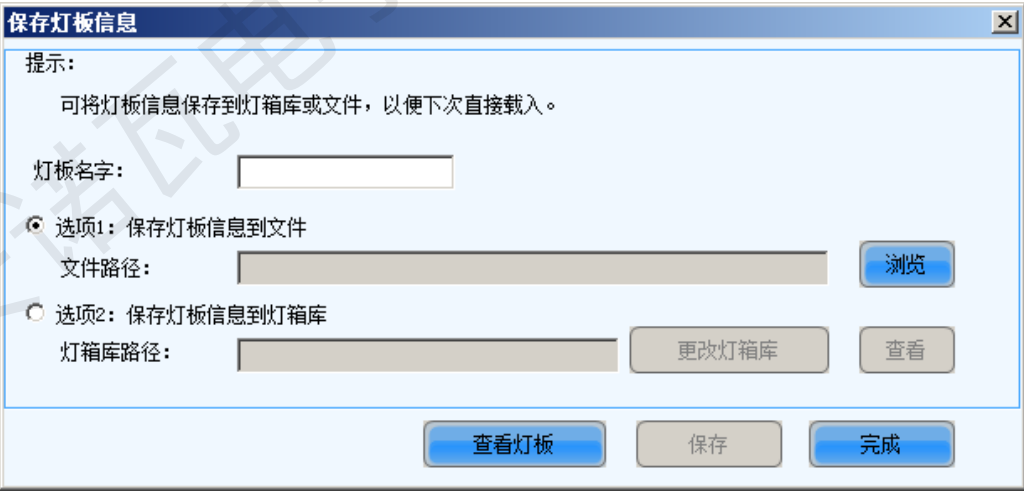 保存灯板信息
提示：
可将灯板信息保存到灯箱库或文件，以便下次直接载入。
灯板名字：
选项1：保存灯板信息到文件
文件路径：
浏览
选项2：保存灯板信息到灯箱库
灯箱库路径：
更改灯箱库
查看
查看灯板
保存
完成
诺瓦电